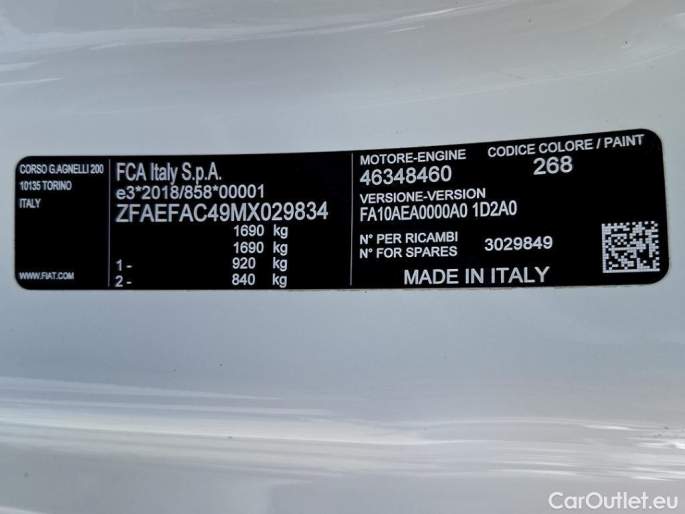 CORSO G.AGNELLI 200
10135 TORINO
ITALY
WWW.FIAT.COM
FCA Italy S.p.A.
e3*2018/858*00001
ZFAEFAC49MX029834
1690 kg
1690 kg
1- 920 kg
2- 840 kg
MOTORE-ENGINE
46348460
CODICE COLORE / PAINT
268
VERSIONE-VERSION
FA10AEA0000A0 1D2A0
N° PER RICAMBI
N° FOR SPARES
3029849
MADE IN ITALY
CarOutlet.eu